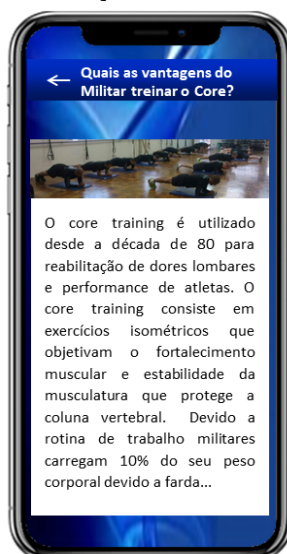 Quais as vantagens do
Militar treinar o Core?
O core training é utilizado
desde a década de 80 para
reabilitação de dores lombares
e performance de atletas. O
core training consiste em
exercícios isométricos que
objetivam o fortalecimento
muscular e estabilidade da
musculatura que protege a
coluna vertebral. Devido a
rotina de trabalho militares
carregam 10% do seu peso
corporal devido a farda...